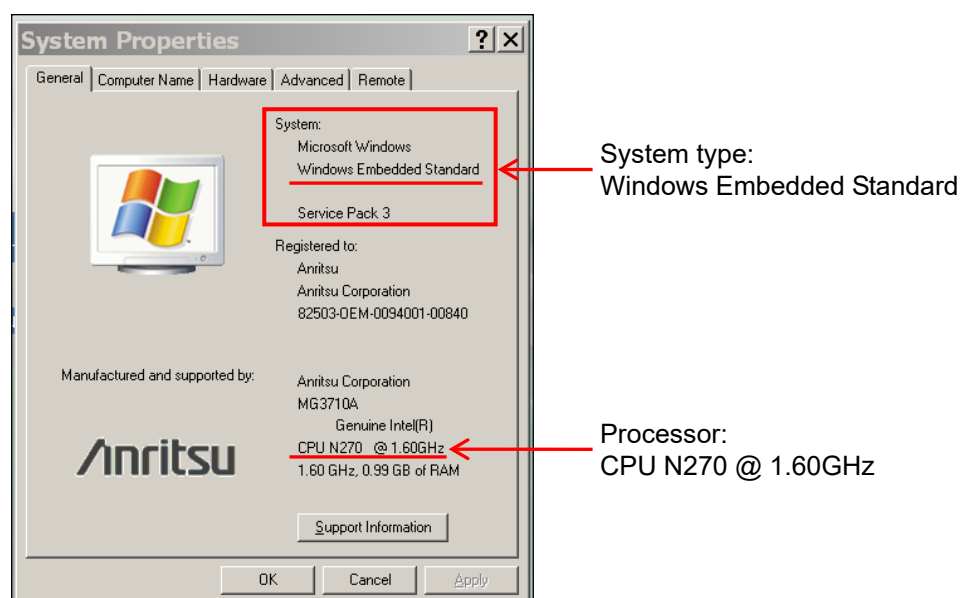 System Properties
? ×
General Computer Name Hardware Advanced Remote
System:
Microsoft Windows
Windows Embedded Standard
Service Pack 3
System type:
Windows Embedded Standard
Registered to:
Anritsu
Anritsu Corporation
82503-OEM-0094001-00840
Manufactured and supported by:
Anritsu
Anritsu Corporation
MG3710A
Genuine Intel(R)
CPU N270 @ 1.60GHz
1.60 GHz, 0.99 GB of RAM
Processor:
CPU N270 @ 1.60GHz
Support Information
OK Cancel Apply